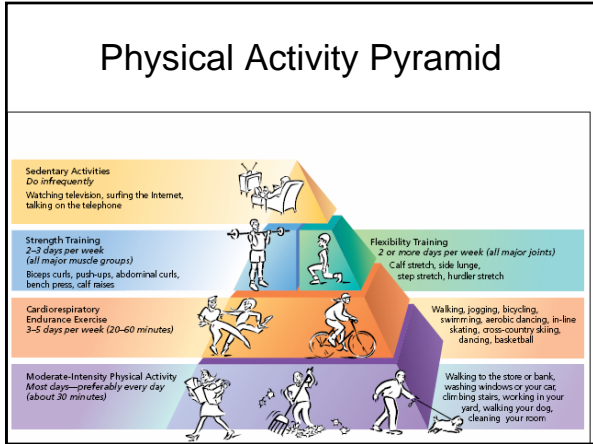 Physical Activity Pyramid
Sedentary Activities
Do infrequently
Watching television, surfing the Internet,
talking on the telephone
Strength Training
2–3 days per week
(all major muscle groups)
Biceps curls, push-ups, abdominal curls,
bench press, calf raises
Flexibility Training
2 or more days per week (all major joints)
Calf stretch, side lunge,
step stretch, hurdler stretch
Cardiorespiratory
Endurance Exercise
3–5 days per week (20–60 minutes)
Walking, jogging, bicycling,
swimming, aerobic dancing, in-line
skating, cross-country skiing,
dancing, basketball
Moderate-Intensity Physical Activity
Most days—preferably every day
(about 30 minutes)
Walking to the store or bank,
washing windows or your car,
climbing stairs, working in your
yard, walking your dog,
cleaning your room